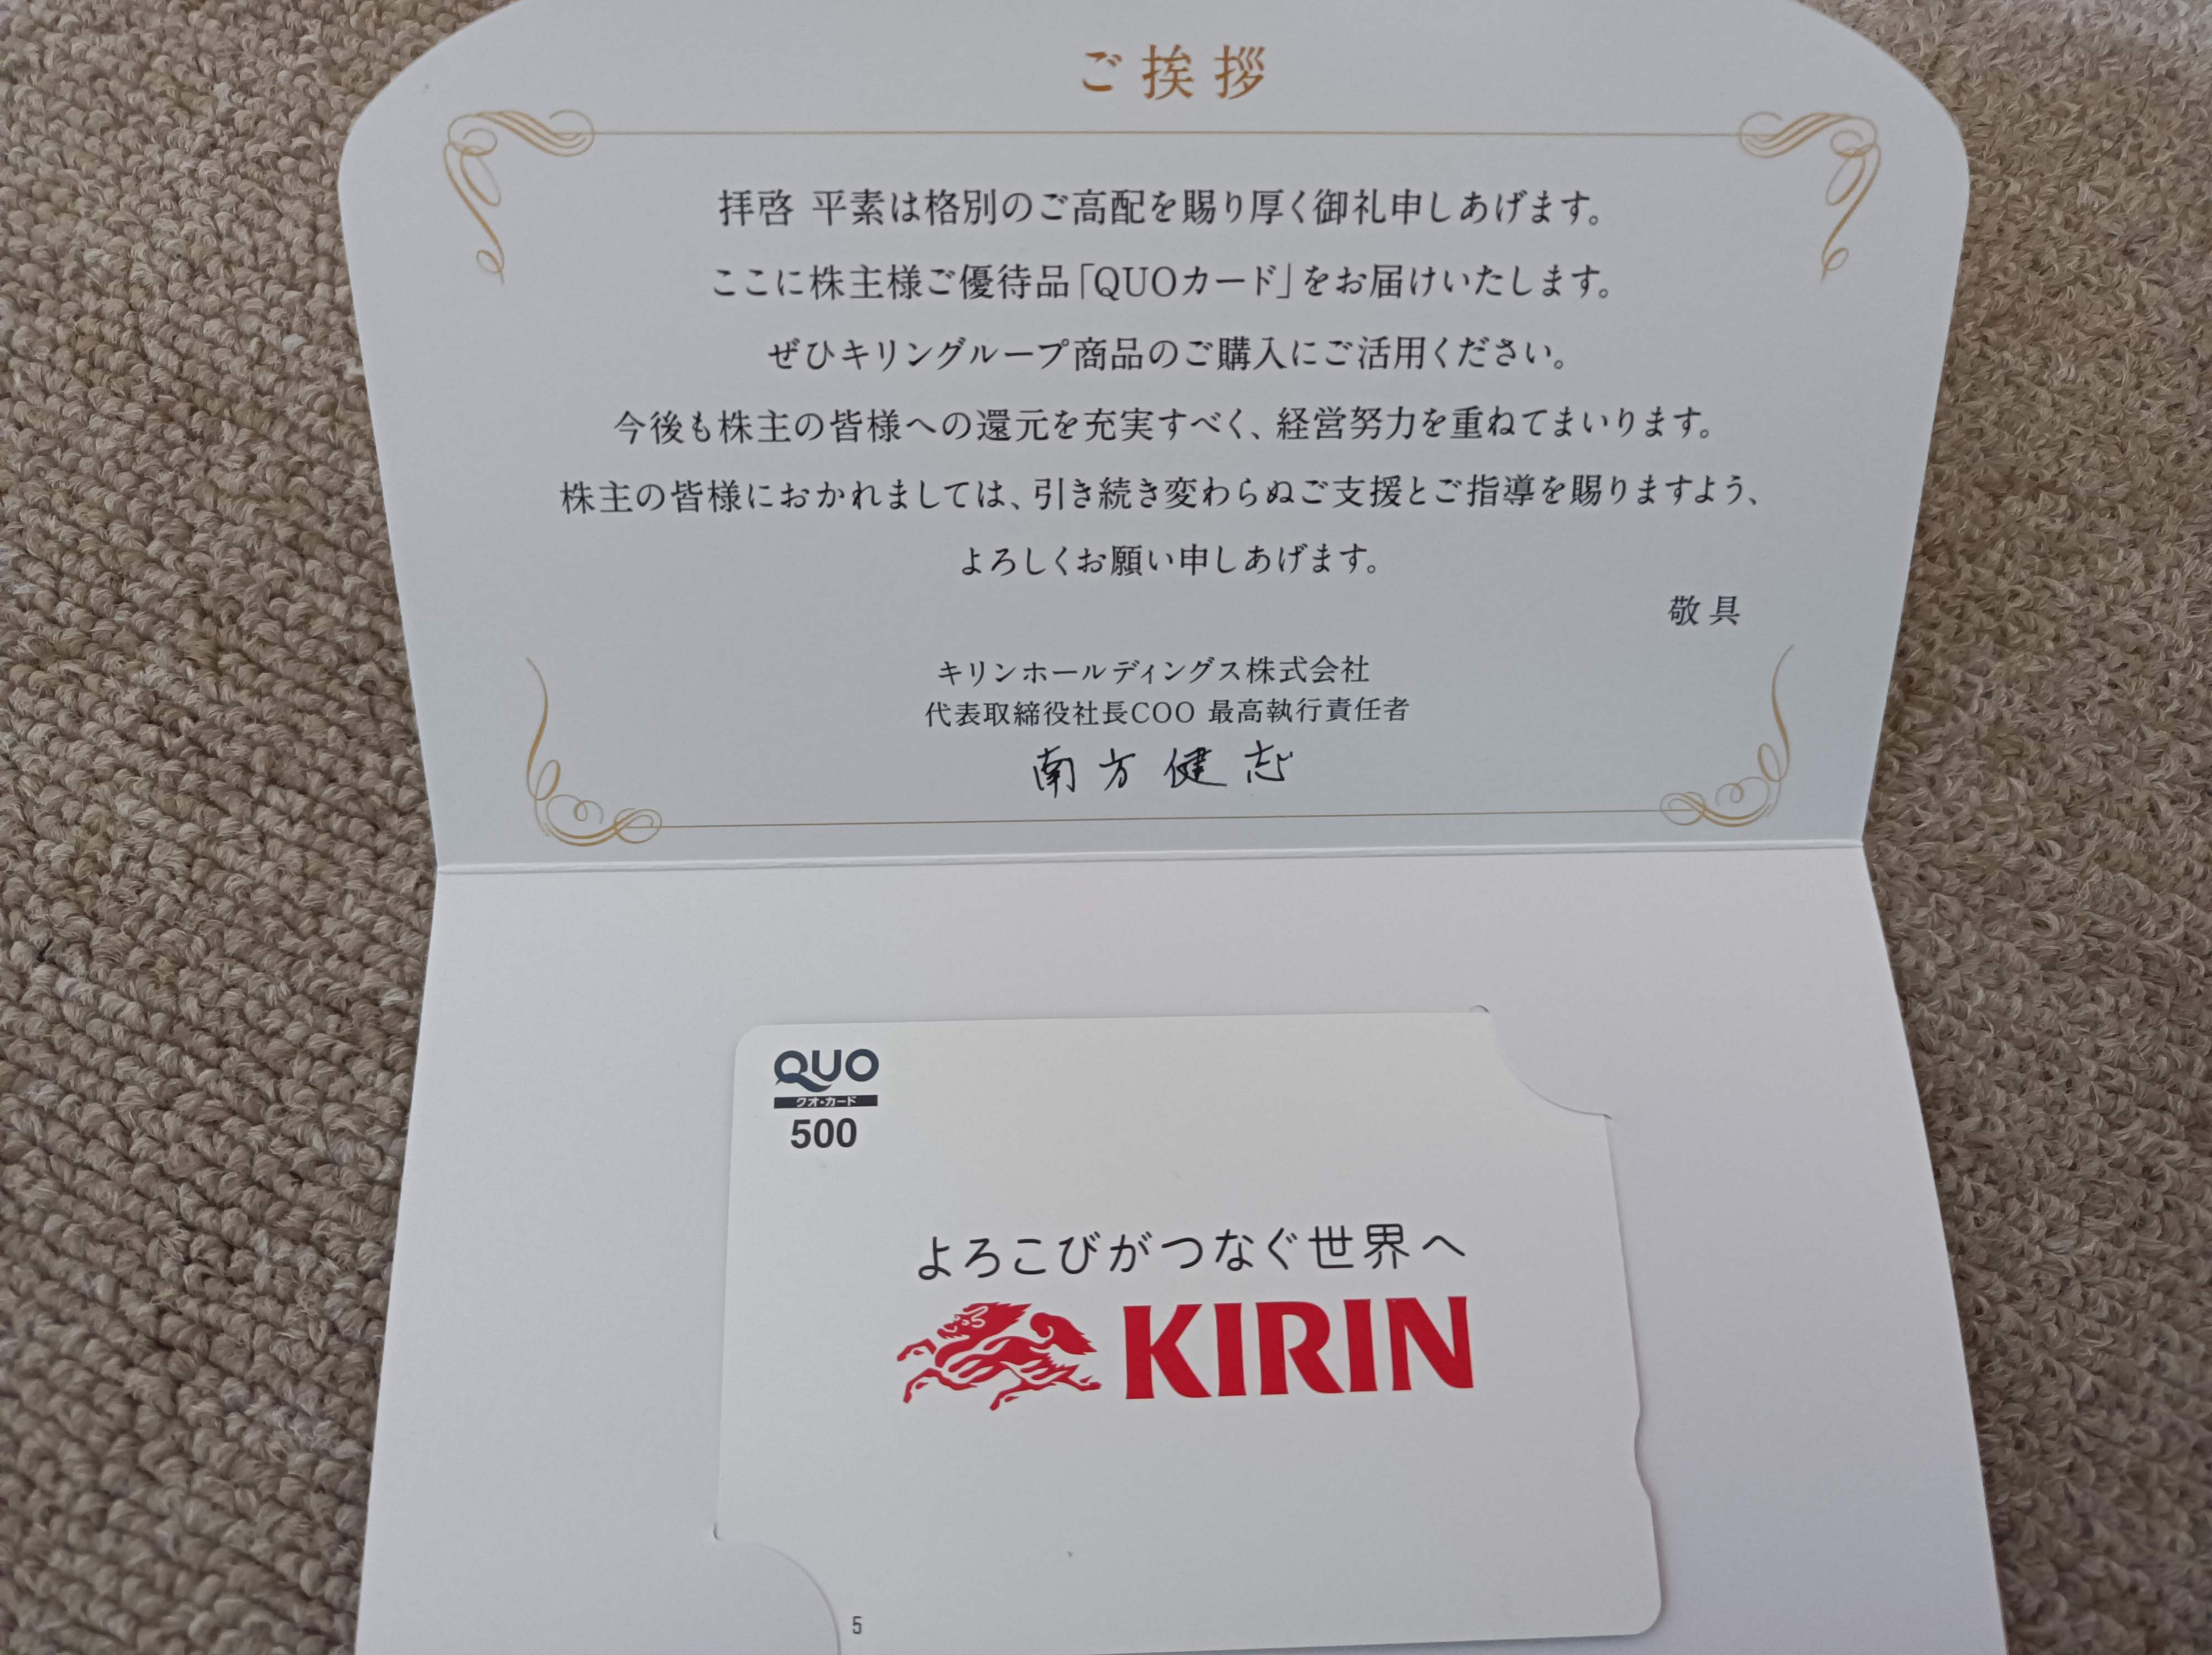 ご挨拶
拝啓 平素は格別のご高配を賜り厚く御礼申しあげます。
ここに株主様ご優待品「QUOカード」をお届けいたします。
ぜひキリングループ商品のご購入にご活用ください。
今後も株主の皆様への還元を充実すべく、経営努力を重ねてまいります。
株主の皆様におかれましては、引き続き変わらぬご支援とご指導を賜りますよう、
よろしくお願い申しあげます。
敬具
キリンホールディングス株式会社
代表取締役社長COO 最高執行責任者
南方健志
QUO
クオ・カード
500
よろこびがつなぐ世界へ
KIRIN
5